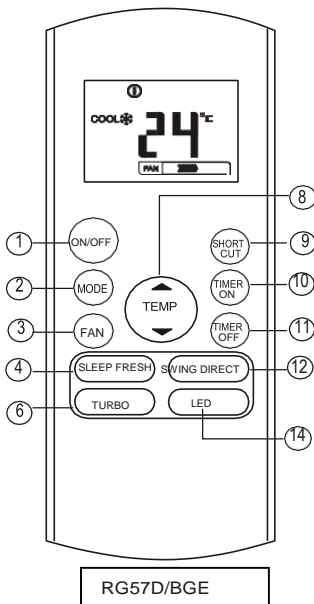 COOL 24 °C
FAN
8
1 ON/OFF SHORT CUT 9
2 MODE TEMP TIMER ON 10
3 FAN TIMER OFF 11
4 SLEEP FRESH SWING DIRECT 12
6 TURBO LED
14
RG57D/BGE